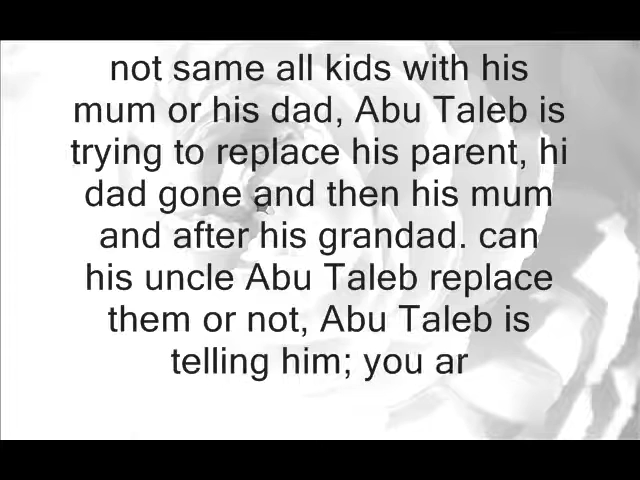 not same all kids with his
mum or his dad, Abu Taleb is
trying to replace his parent, hi
dad gone and then his mum
and after his grandad. can
his uncle Abu Taleb replace
them or not, Abu Taleb is
telling him; you ar